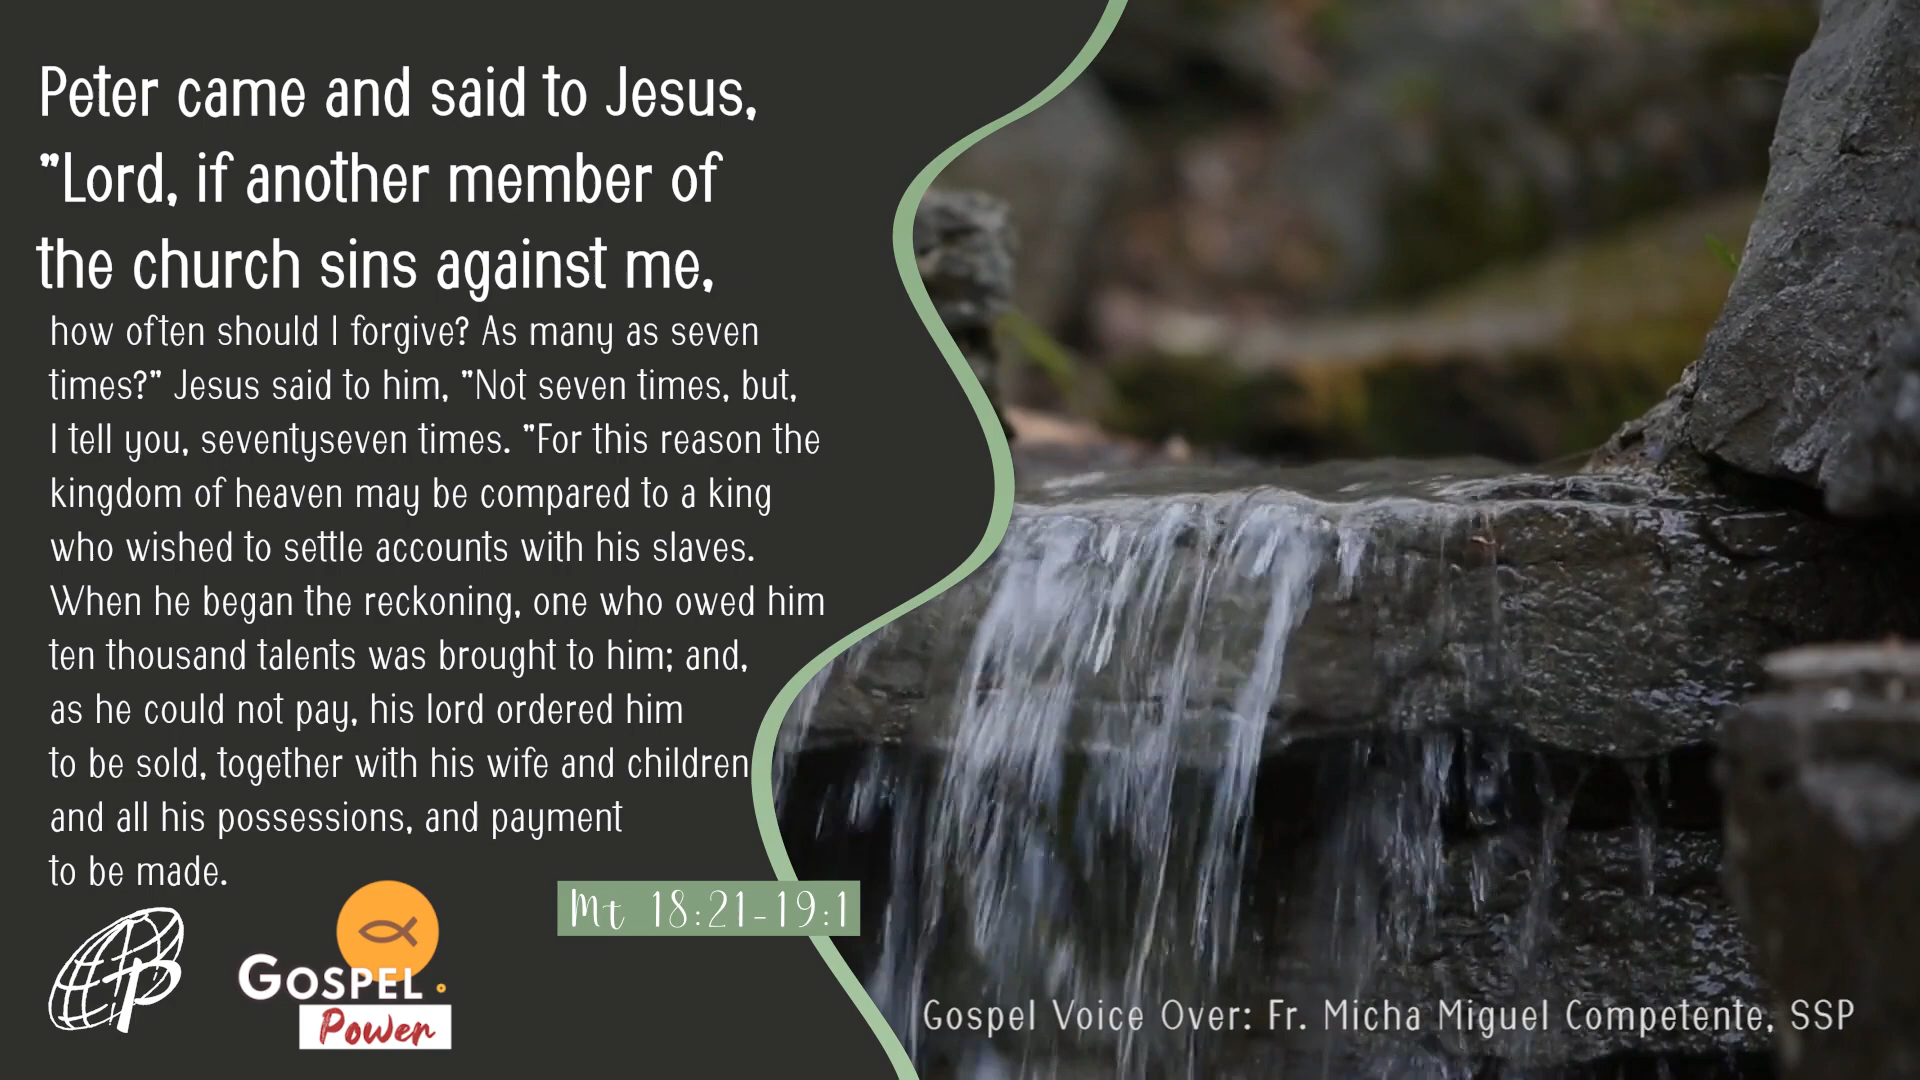 Peter came and said to Jesus,
"Lord, if another member of
the church sins against me,
how often should I forgive? As many as seven
times?" Jesus said to him, "Not seven times, but,
I tell you, seventyseven times. "For this reason the
kingdom of heaven may be compared to a king
who wished to settle accounts with his slaves.
When he began the reckoning, one who owed him
ten thousand talents was brought to him; and,
as he could not pay, his lord ordered him
to be sold, together with his wife and children
and all his possessions, and payment
to be made.
Mt 18:21-19:1
GOSPEL
Power
Gospel Voice Over: Fr. Micha Miguel Competente, SSP